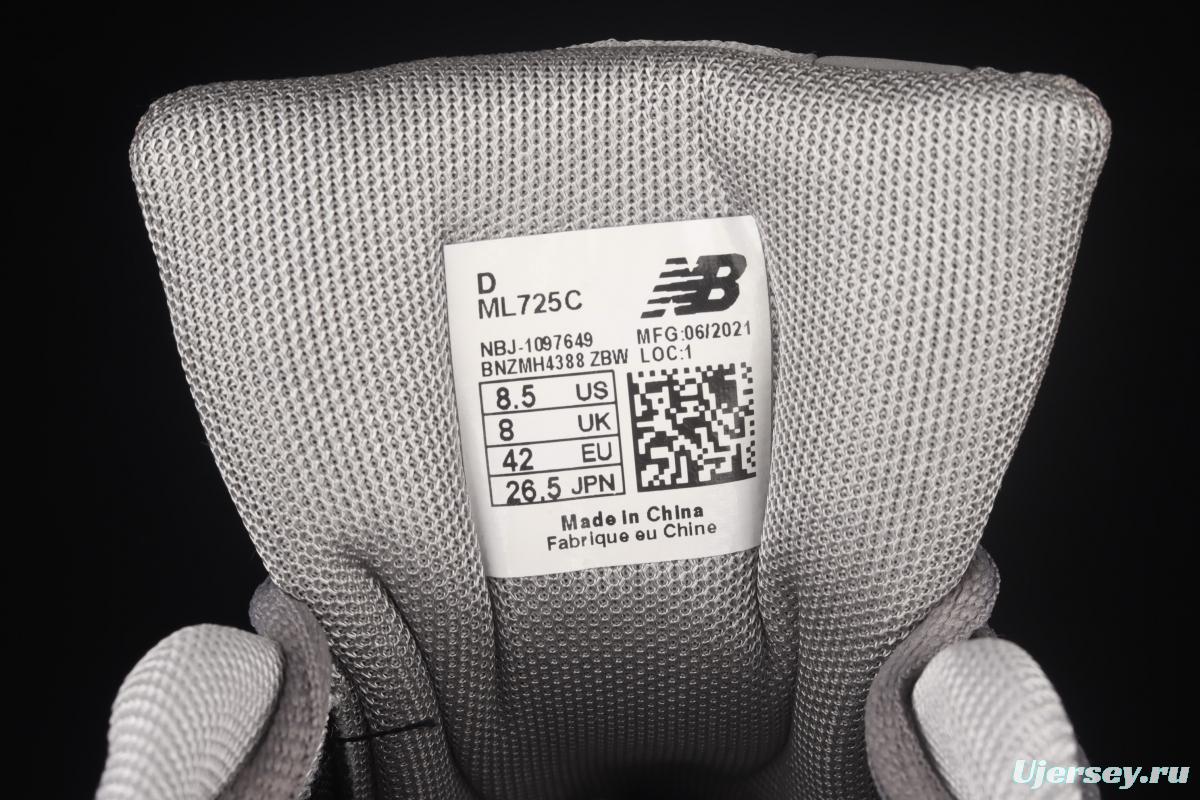 D
ML725C
NB
NBJ-1097649
BNZMH4388 ZBW
MFG:06/2021
LOC:1
8.5 US
8 UK
42 EU
26.5 JPN
Made in China
Fabrique eu Chine
Ujersey.ru